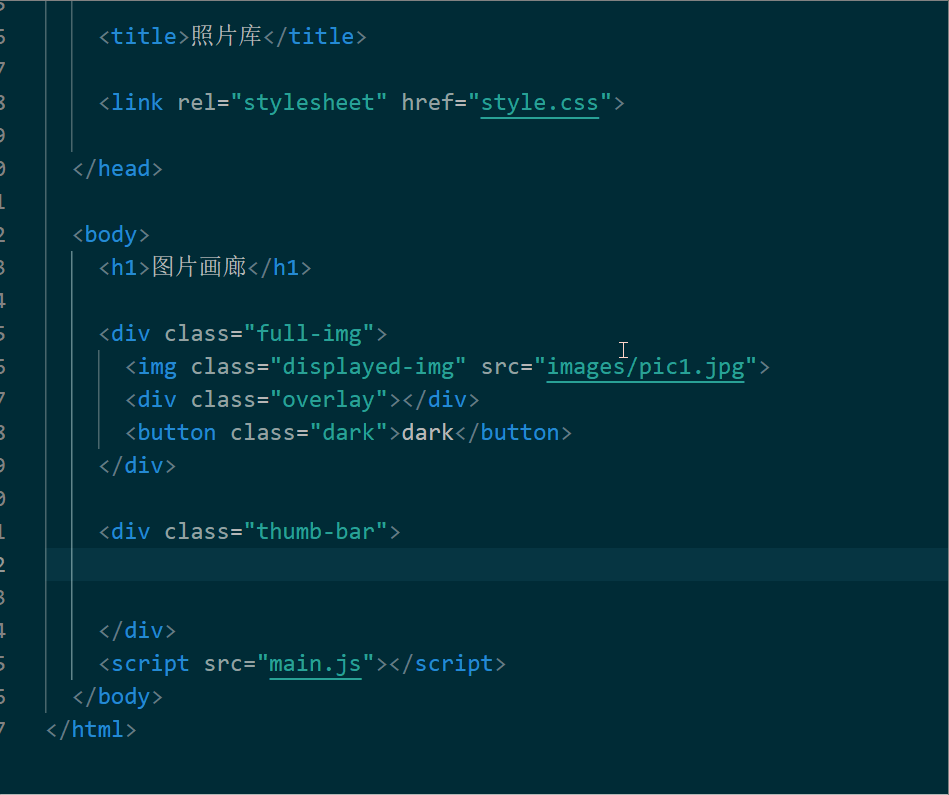 <title>照片库</title>
<link rel="stylesheet" href="style.css">
</head>
<body>
<h1>图片画廊</h1>
<div class="full-img">
<img class="displayed-img" src="images/pic1.jpg">
<div class="overlay"></div>
<button class="dark">dark</button>
</div>
<div class="thumb-bar">
</div>
<script src="main.js"></script>
</body>
</html>